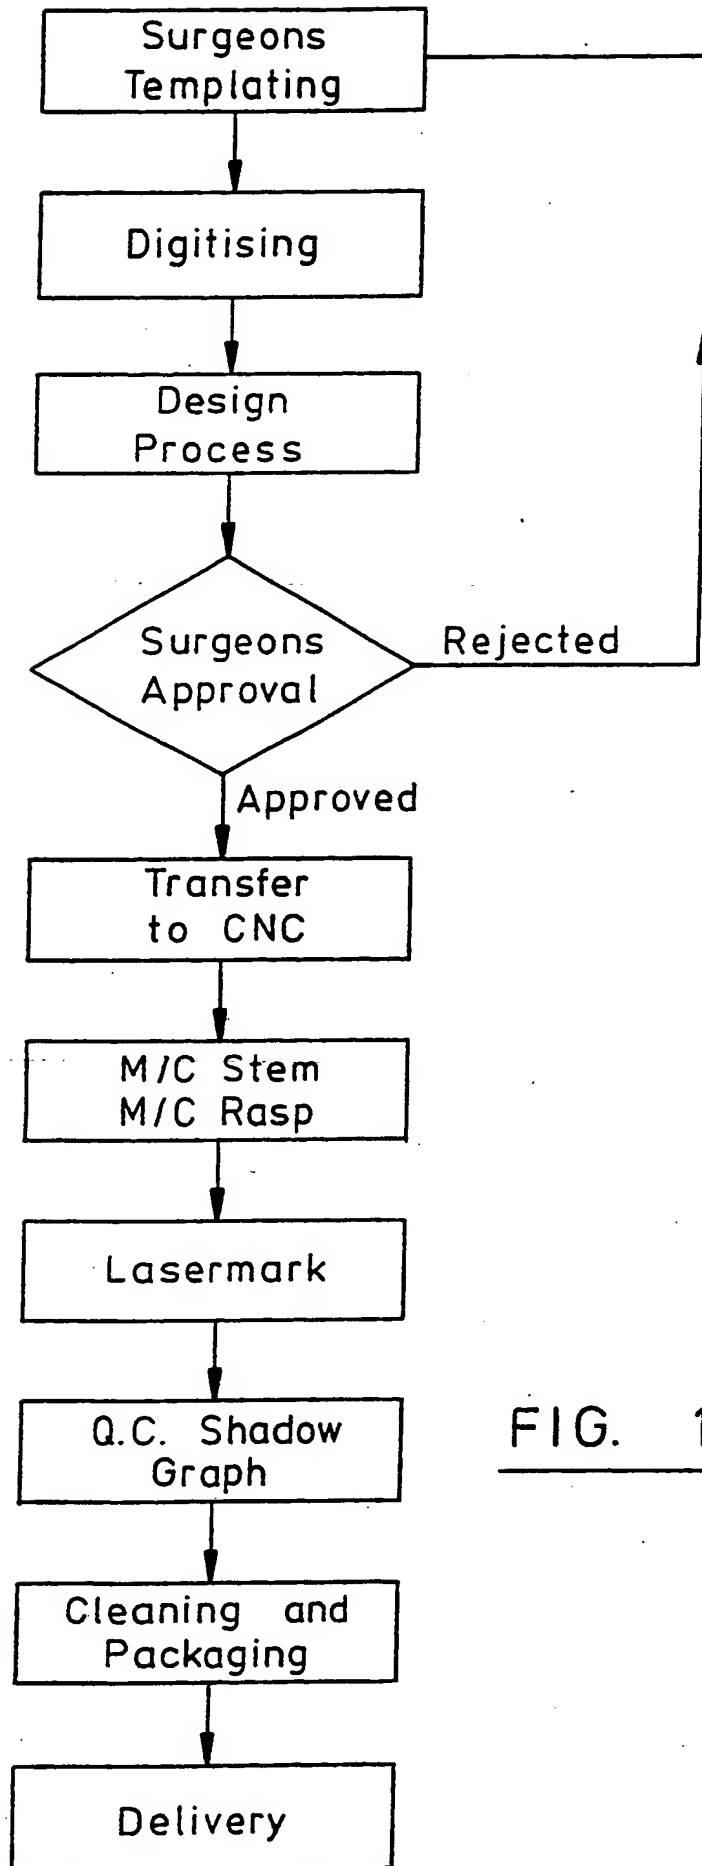 Surgeons
Templating
Digitising
Design
Process
Surgeons
Approval
Rejected
Approved
Transfer
to CNC
M/C Stem
M/C Rasp
Lasermark
Q.C. Shadow
Graph
FIG. 1
Cleaning and
Packaging
Delivery